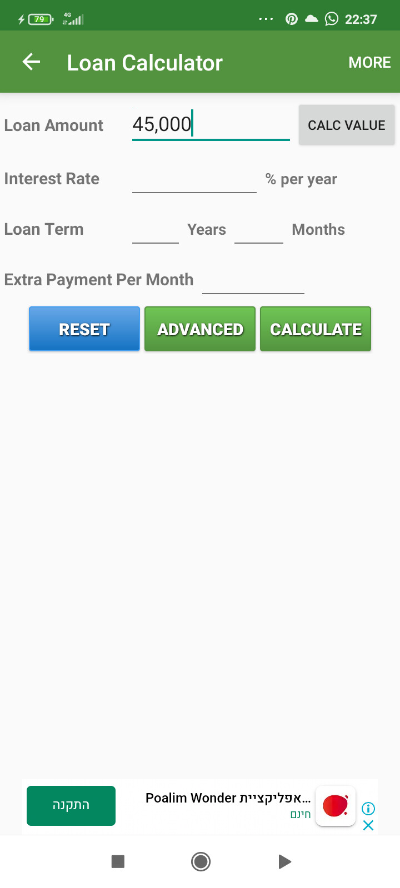 79 4G 22:37
Loan Calculator MORE
Loan Amount 45,000 CALC VALUE
Interest Rate % per year
Loan Term Years Months
Extra Payment Per Month
RESET ADVANCED CALCULATE
אפליקציית Poalim Wonder...
חינם
התקנה